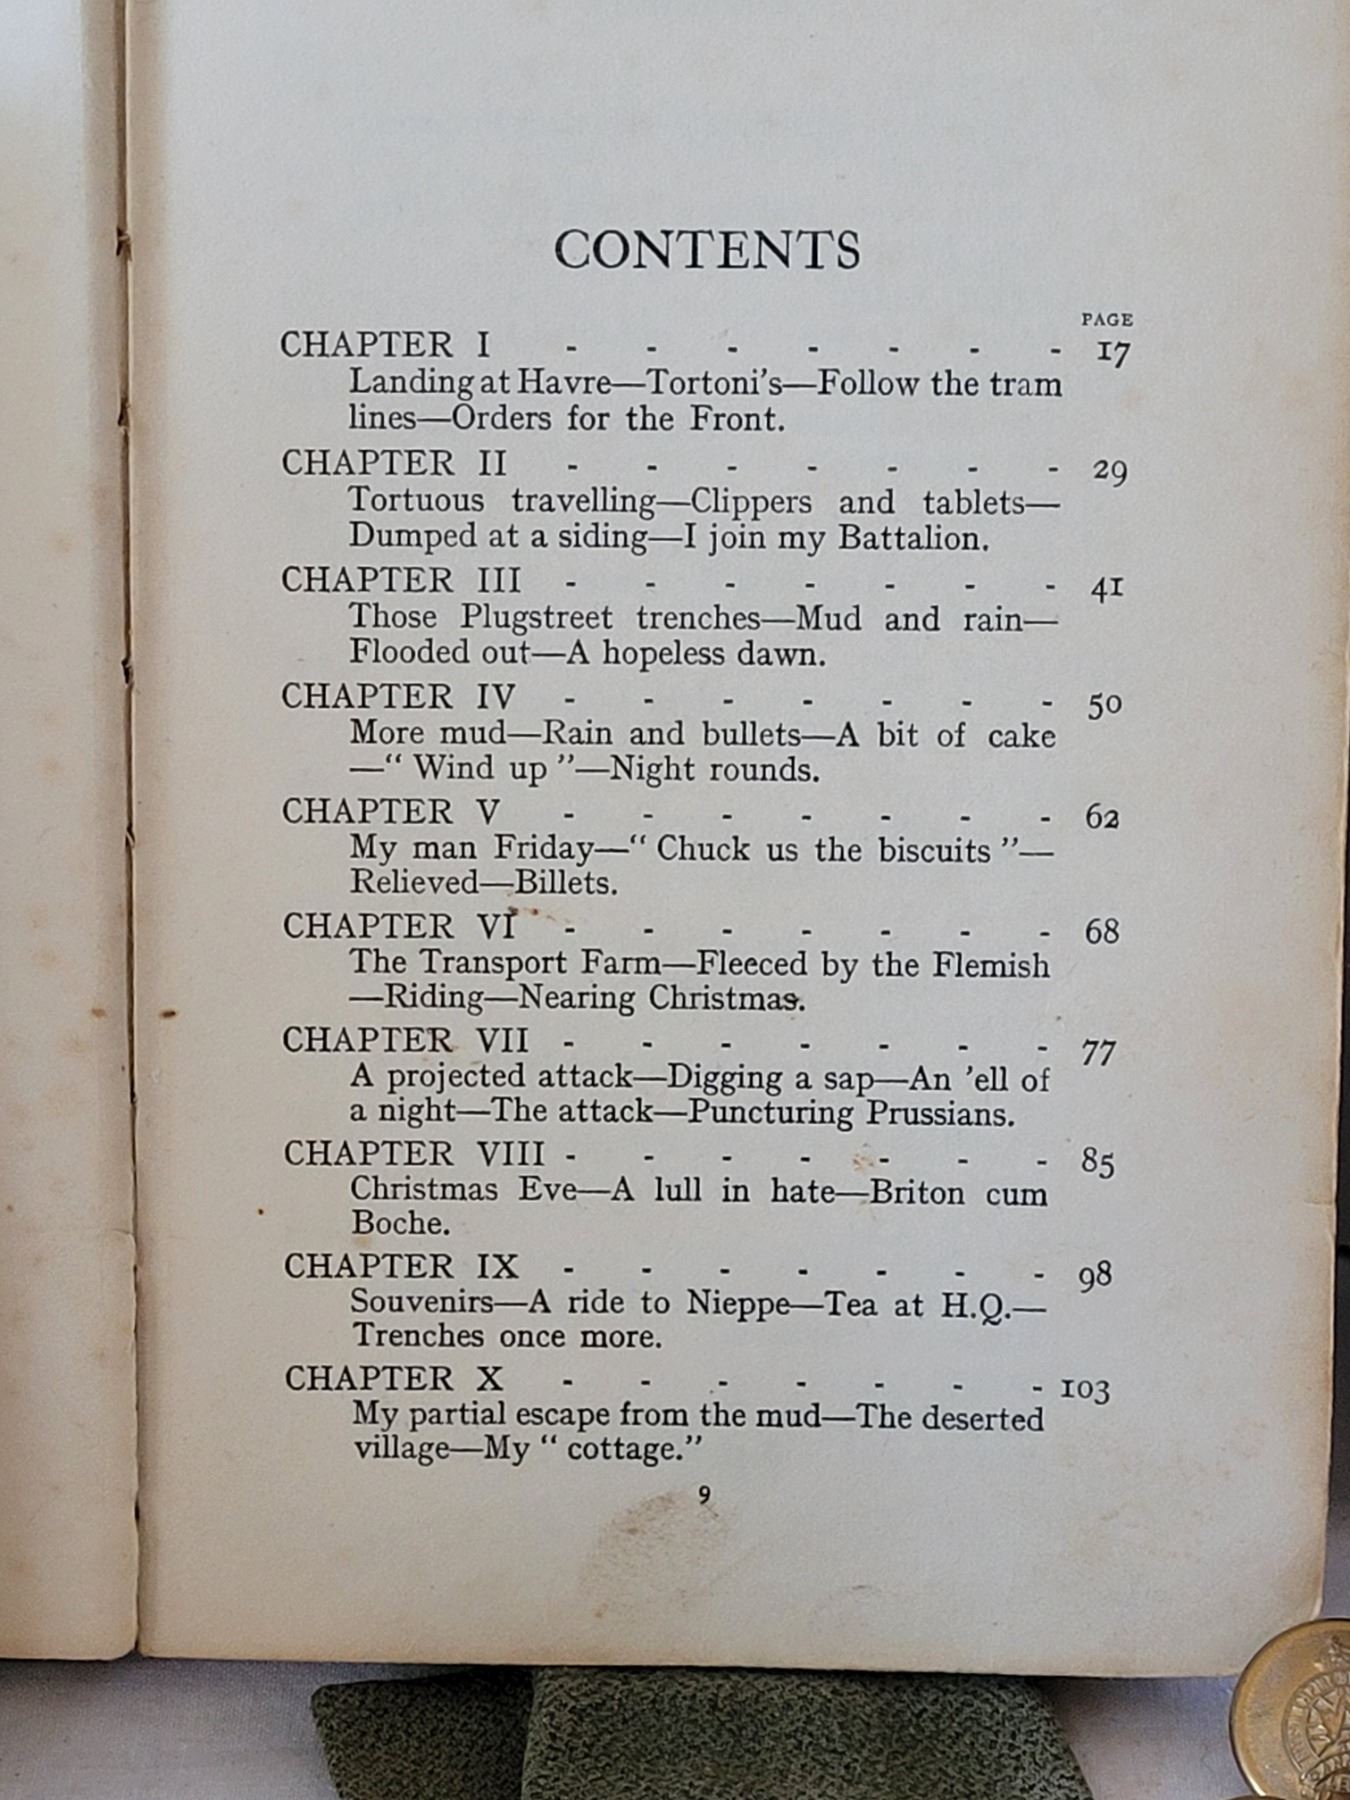 CONTENTS
PAGE
CHAPTER I - - - - - - - 17
Landing at Havre—Tortoni's—Follow the tram
lines—Orders for the Front.
CHAPTER II - - - - - - - 29
Tortuous travelling—Clippers and tablets—
Dumped at a siding—I join my Battalion.
CHAPTER III - - - - - - - 41
Those Plugstreet trenches—Mud and rain—
Flooded out—A hopeless dawn.
CHAPTER IV - - - - - - - 50
More mud—Rain and bullets—A bit of cake
—“ Wind up ”—Night rounds.
CHAPTER V - - - - - - - 62
My man Friday—“ Chuck us the biscuits ”—
Relieved—Billets.
CHAPTER VI - - - - - - - 68
The Transport Farm—Fleeced by the Flemish
—Riding—Nearing Christmas.
CHAPTER VII - - - - - - - 77
A projected attack—Digging a sap—An 'ell of
a night—The attack—Puncturing Prussians.
CHAPTER VIII - - - - - - - 85
Christmas Eve—A lull in hate—Briton cum
Boche.
CHAPTER IX - - - - - - - 98
Souvenirs—A ride to Nieppe—Tea at H.Q.—
Trenches once more.
CHAPTER X - - - - - - - 103
My partial escape from the mud—The deserted
village—My “ cottage.”
9